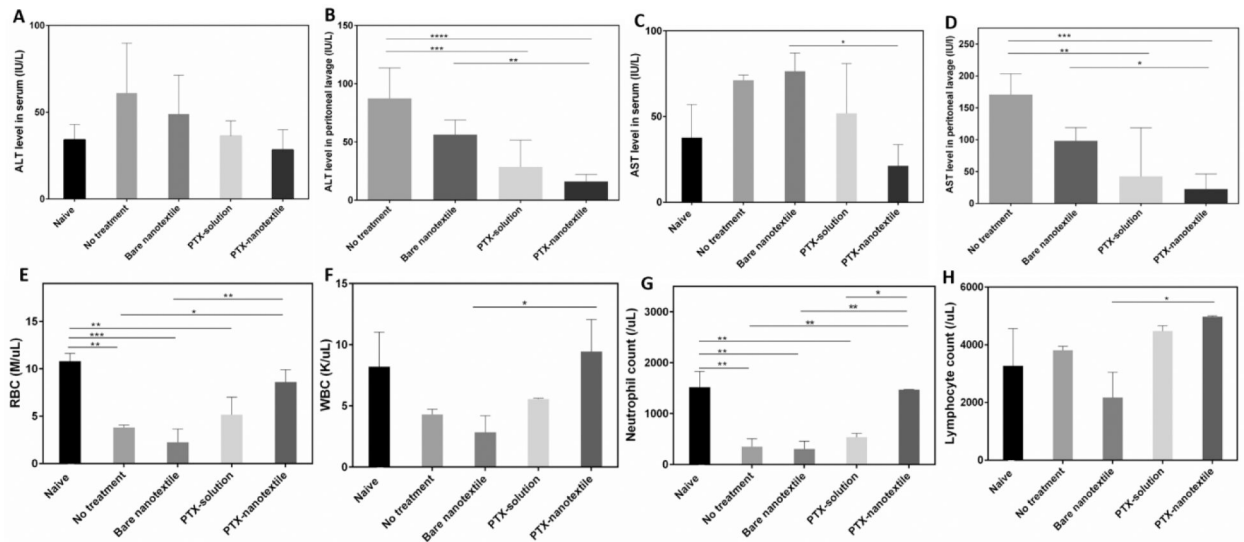 A
ALT level in serum (IU/L)
100
50
0
Naive
No treatment
Bare nanotextile
PTX-solution
PTX-nanotextile
B
ALT level in peritoneal lavage (IU/L)
150
100
50
0
****
***
**
No treatment
Bare nanotextile
PTX-solution
PTX-nanotextile
C
AST level in serum (IU/L)
100
50
0
*
Naive
No treatment
Bare nanotextile
PTX-solution
PTX-nanotextile
D
AST level in peritoneal lavage (IU/l)
250
200
150
100
50
0
***
**
*
No treatment
Bare nanotextile
PTX-solution
PTX-nanotextile
E
RBC (M/uL)
15
10
5
0
**
*
**
***
**
Naive
No treatment
Bare nanotextile
PTX-solution
PTX-nanotextile
F
WBC (K/uL)
15
10
5
0
*
Naive
No treatment
Bare nanotextile
PTX-solution
PTX-nanotextile
G
Neutrophil count (/uL)
3000
2000
1000
0
*
**
**
**
**
**
Naive
No treatment
Bare nanotextile
PTX-solution
PTX-nanotextile
H
Lymphocyte count (/uL)
6000
4000
2000
0
*
Naive
No treatment
Bare nanotextile
PTX-solution
PTX-nanotextile